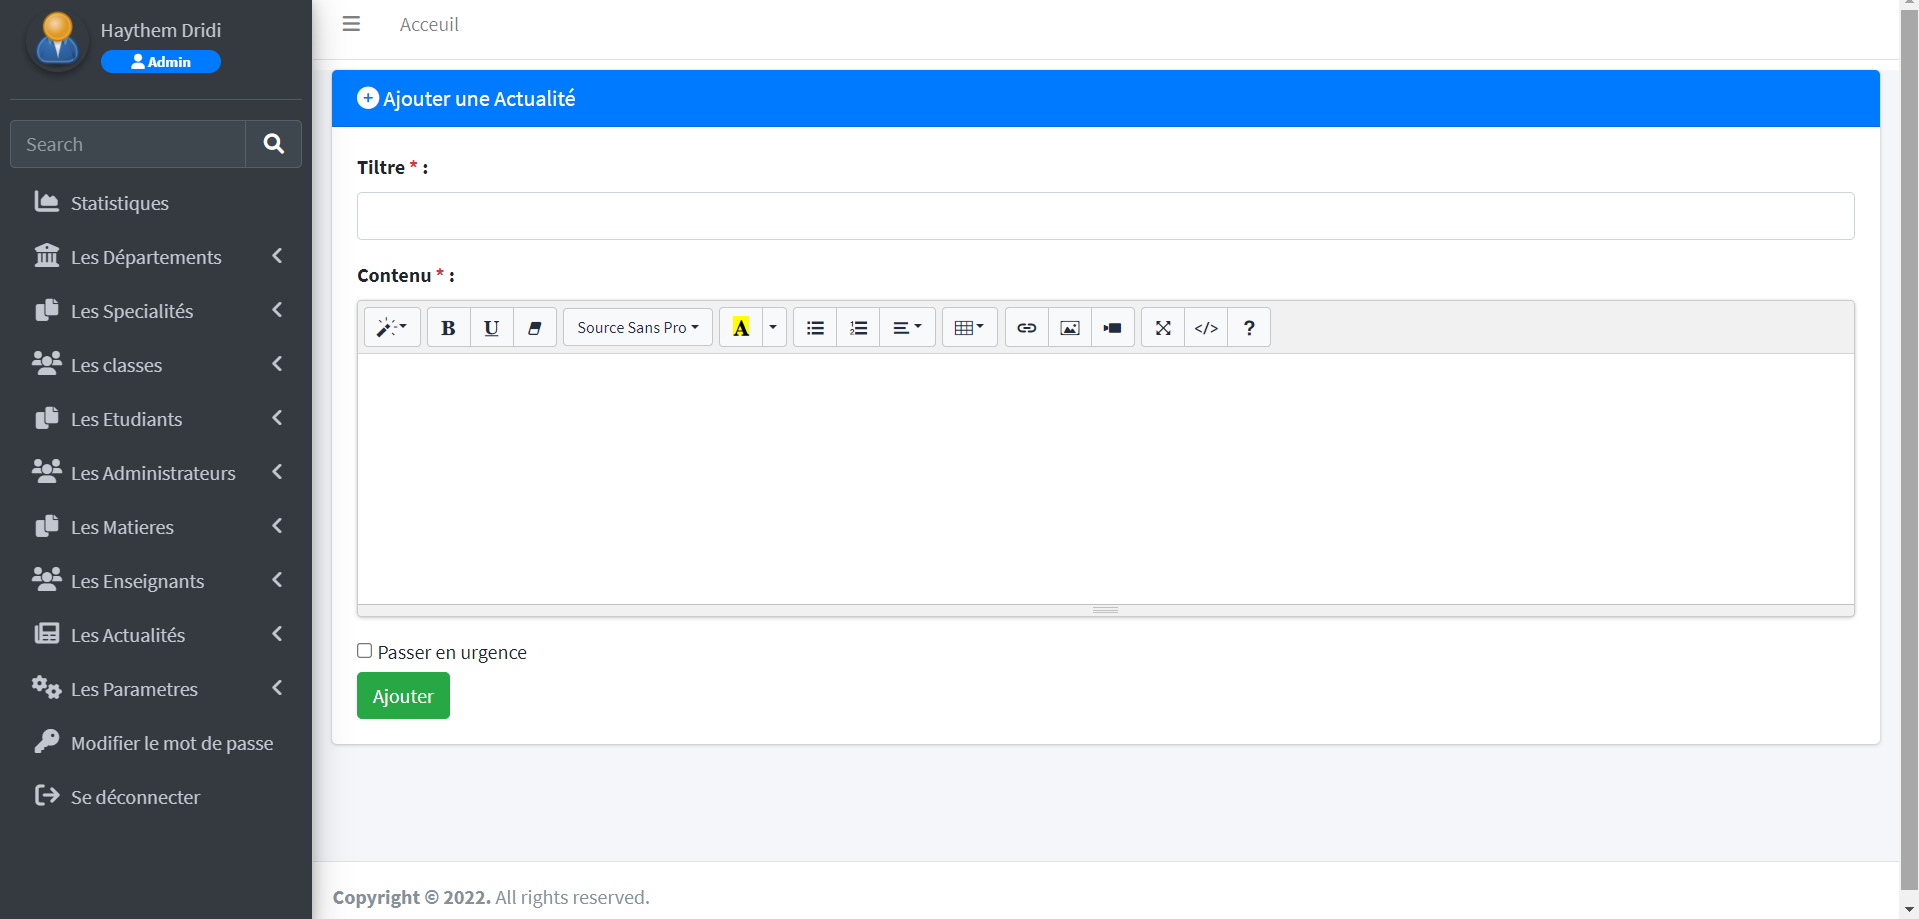 Haythem Dridi
Admin
Search
Statistiques
Les Départements
Les Specialités
Les classes
Les Etudiants
Les Administrateurs
Les Matieres
Les Enseignants
Les Actualités
Les Parametres
Modifier le mot de passe
Se déconnecter
Acceuil
Ajouter une Actualité
Tiltre * :
Contenu * :
B U Source Sans Pro A </> ?
Passer en urgence
Ajouter
Copyright © 2022. All rights reserved.